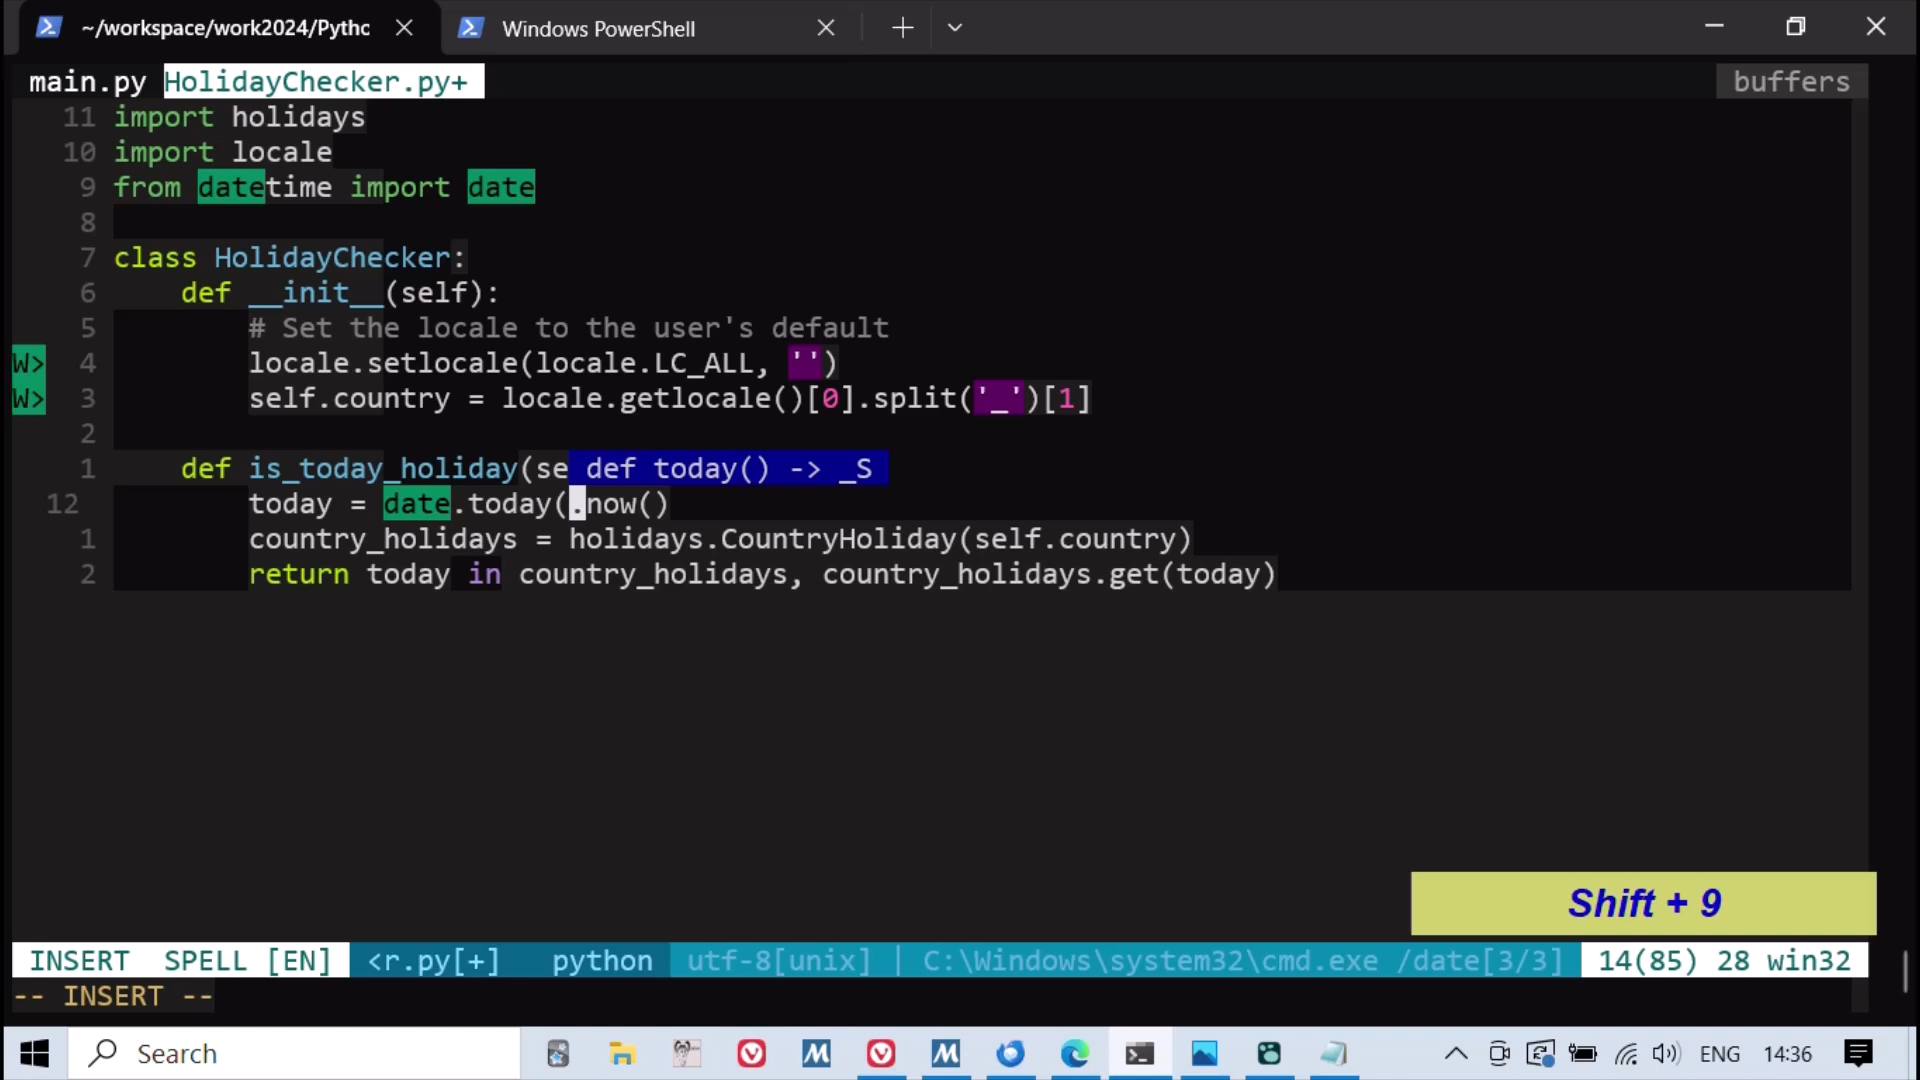 ~/workspace/work2024/Pythc
Windows PowerShell
main.py HolidayChecker.py+ buffers
11 import holidays
10 import locale
9 from datetime import date
8
7 class HolidayChecker:
6 def __init__(self):
5 # Set the locale to the user's default
W> 4 locale.setlocale(locale.LC_ALL, '')
W> 3 self.country = locale.getlocale()[0].split('_')[1]
2
1 def is_today_holiday(se def today() -> _S
12 today = date.today(.now()
1 country_holidays = holidays.CountryHoliday(self.country)
2 return today in country_holidays, country_holidays.get(today)
Shift + 9
INSERT SPELL [EN] <r.py[+] python utf-8[unix] | C:\Windows\system32\cmd.exe /date[3/3] 14(85) 28 win32
-- INSERT --
Search ENG 14:36